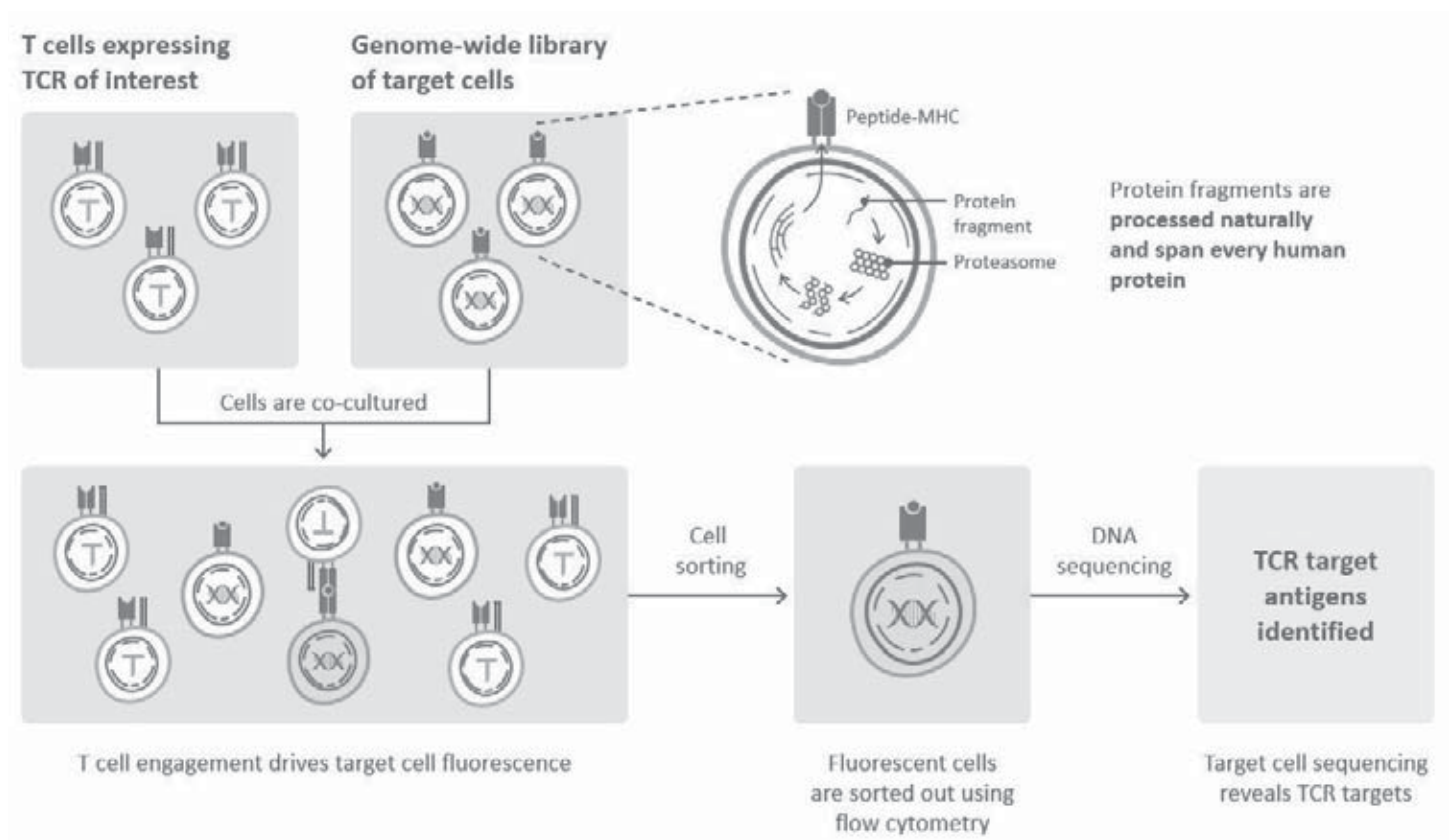 T cells expressing
TCR of interest
Genome-wide library
of target cells
Peptide-MHC
Protein
fragment
Proteasome
Protein fragments are
processed naturally
and span every human
protein
T
T
T
Cells are co-cultured
T
T
T
T
T
Cell
sorting
DNA
sequencing
TCR target
antigens
identified
T cell engagement drives target cell fluorescence
Fluorescent cells
are sorted out using
flow cytometry
Target cell sequencing
reveals TCR targets